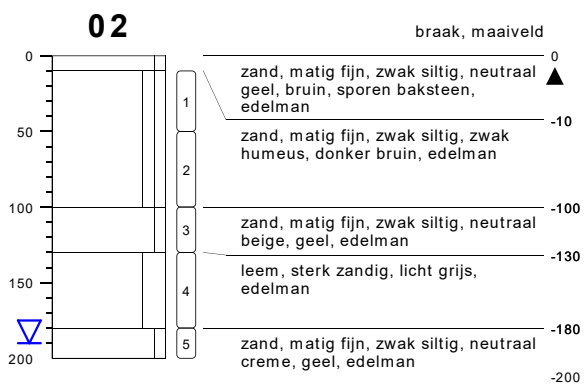 02
braak, maaiveld
0
0
zand, matig fijn, zwak siltig, neutraal
geel, bruin, sporen baksteen,
edelman
1
-10
50
zand, matig fijn, zwak siltig, zwak
humeus, donker bruin, edelman
2
100
-100
zand, matig fijn, zwak siltig, neutraal
beige, geel, edelman
3
-130
leem, sterk zandig, licht grijs,
edelman
150
4
-180
zand, matig fijn, zwak siltig, neutraal
creme, geel, edelman
5
200
-200